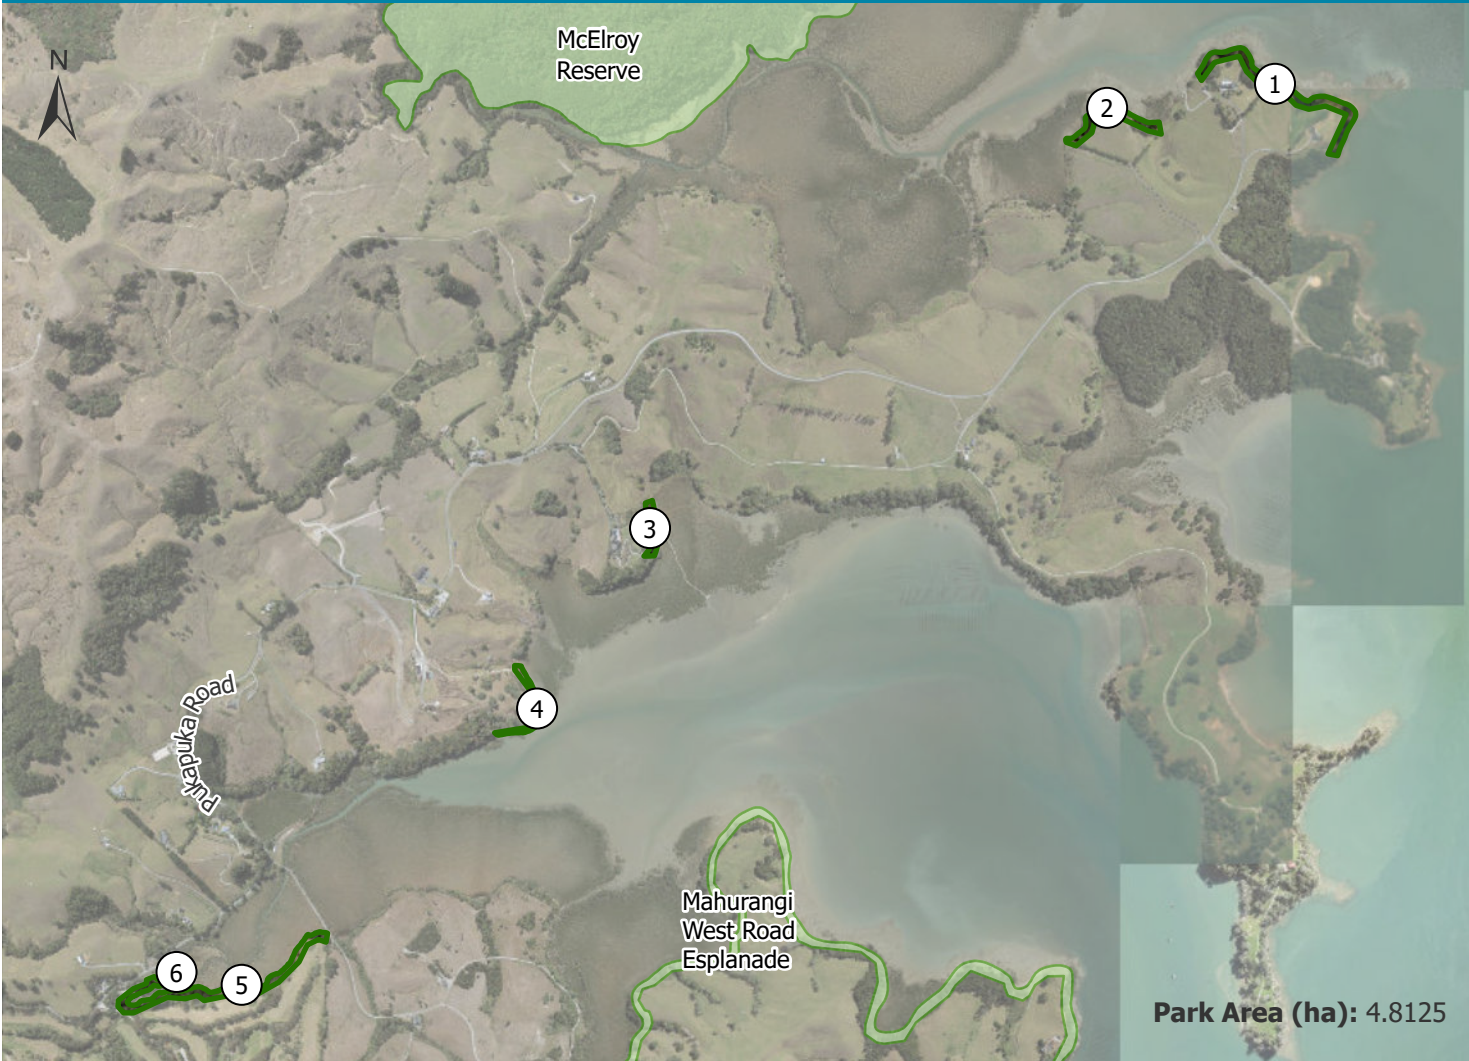 McElroy
Reserve
N
1
2
3
4
Pukapuka Road
Mahurangi
West Road
Esplanade
6
5
Park Area (ha): 4.8125